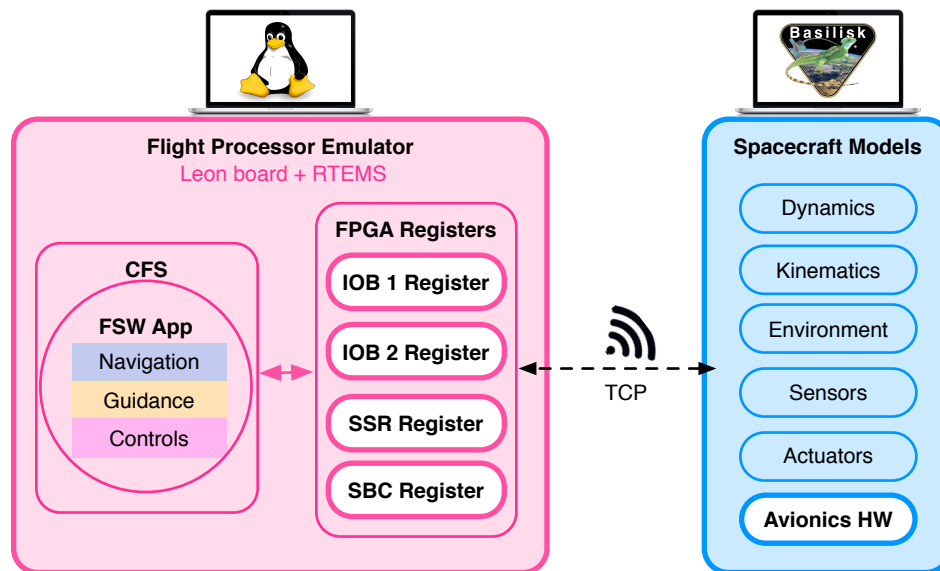 Basilisk
Flight Processor Emulator
Leon board + RTEMS
CFS
FSW App
Navigation
Guidance
Controls
FPGA Registers
IOB 1 Register
IOB 2 Register
SSR Register
SBC Register
TCP
Spacecraft Models
Dynamics
Kinematics
Environment
Sensors
Actuators
Avionics HW